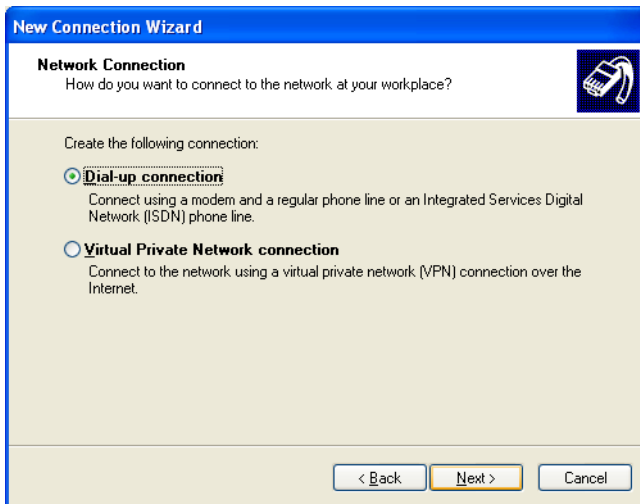 New Connection Wizard
Network Connection
How do you want to connect to the network at your workplace?
Create the following connection:
Dial-up connection
Connect using a modem and a regular phone line or an Integrated Services Digital
Network (ISDN) phone line.
Virtual Private Network connection
Connect to the network using a virtual private network (VPN) connection over the
Internet.
< Back
Next >
Cancel